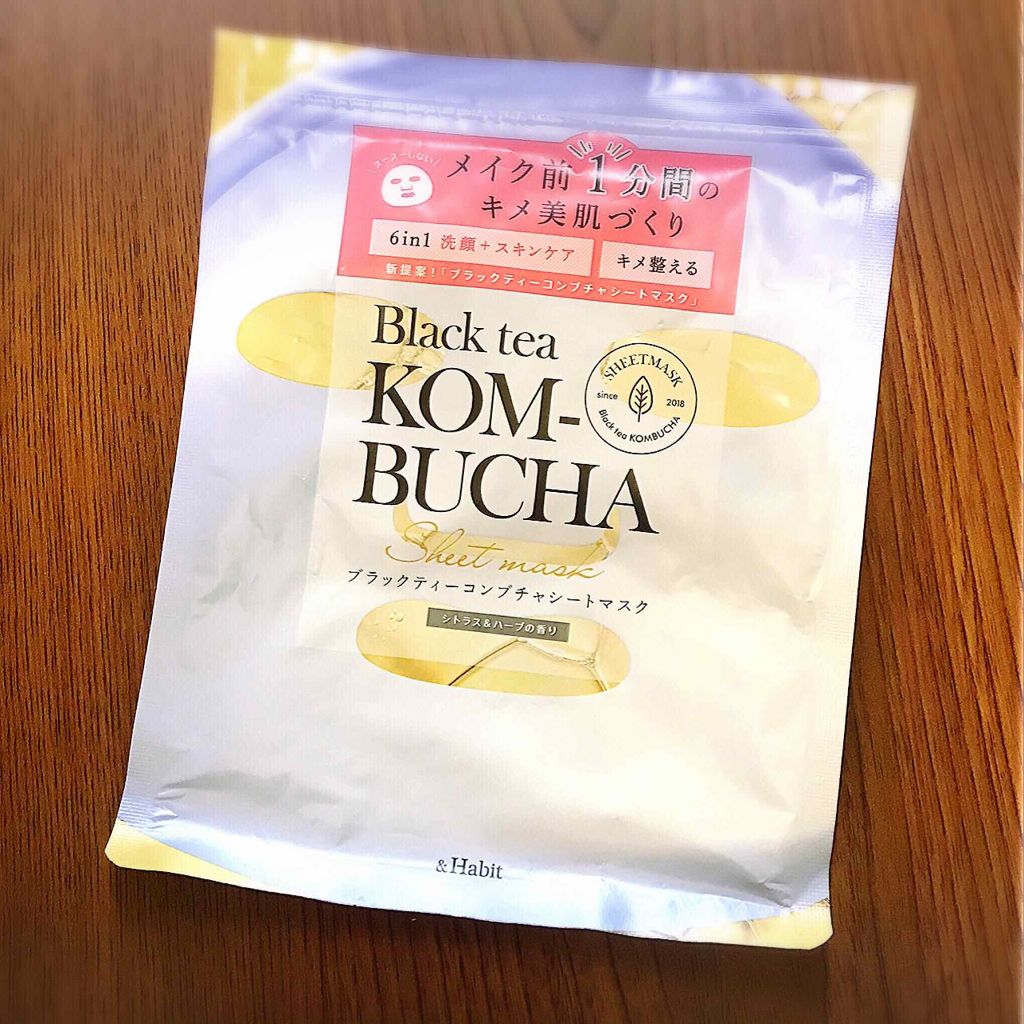 \スースーしない/
メイク前1分間の
キメ美肌づくり
6in1 洗顔+スキンケア
キメ整える
新提案!「ブラックティーコンブチャシートマスク」
Black tea
KOM-
BUCHA
SHEETMASK
since 2018
Black tea KOMBUCHA
Sheet mask
ブラックティーコンブチャシートマスク
シトラス&ハーブの香り
&Habit